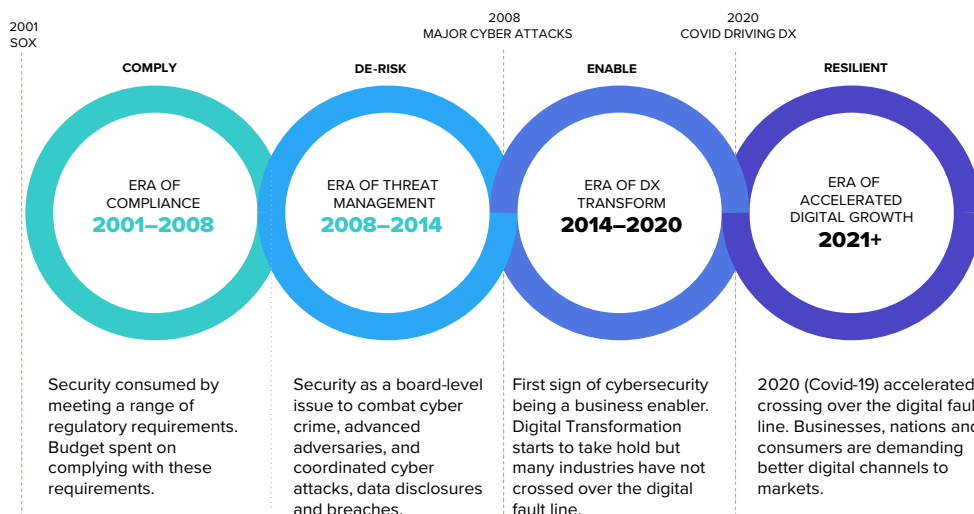 2001
SOX
2008
MAJOR CYBER ATTACKS
2020
COVID DRIVING DX
COMPLY
DE-RISK
ENABLE
RESILIENT
ERA OF
COMPLIANCE
2001–2008
ERA OF THREAT
MANAGEMENT
2008–2014
ERA OF DX
TRANSFORM
2014–2020
ERA OF
ACCELERATED
DIGITAL GROWTH
2021+
Security consumed by
meeting a range of
regulatory requirements.
Budget spent on
complying with these
requirements.
Security as a board-level
issue to combat cyber
crime, advanced
adversaries, and
coordinated cyber
attacks, data disclosures
and breaches.
First sign of cybersecurity
being a business enabler.
Digital Transformation
starts to take hold but
many industries have not
crossed over the digital
fault line.
2020 (Covid-19) accelerated
crossing over the digital faul
line. Businesses, nations and
consumers are demanding
better digital channels to
markets.